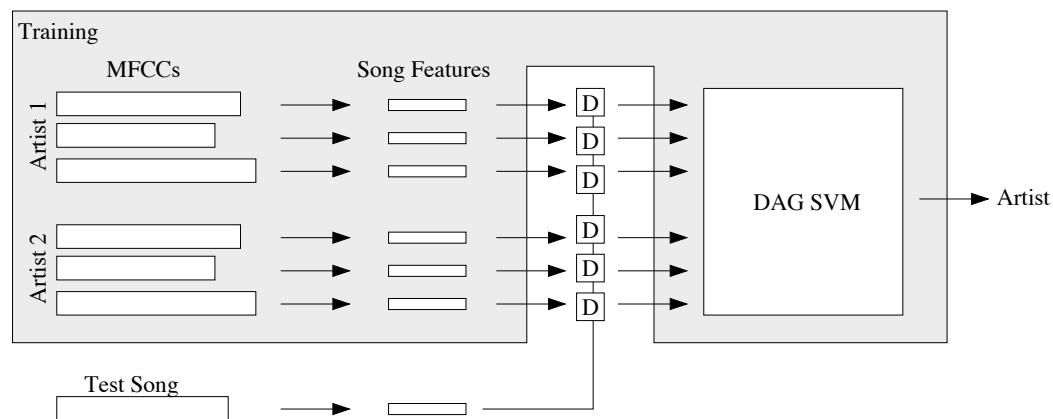 Training
MFCCs
Song Features
Artist 1
D
D
D
DAG SVM
Artist
Artist 2
D
D
D
Test Song